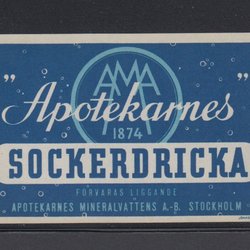 AMA
"Apotekarnes"
1874
SOCKERDRICKA
FÖRVARAS LIGGANDE
APOTEKARNES MINERALVATTENS A.-B. STOCKHOLM